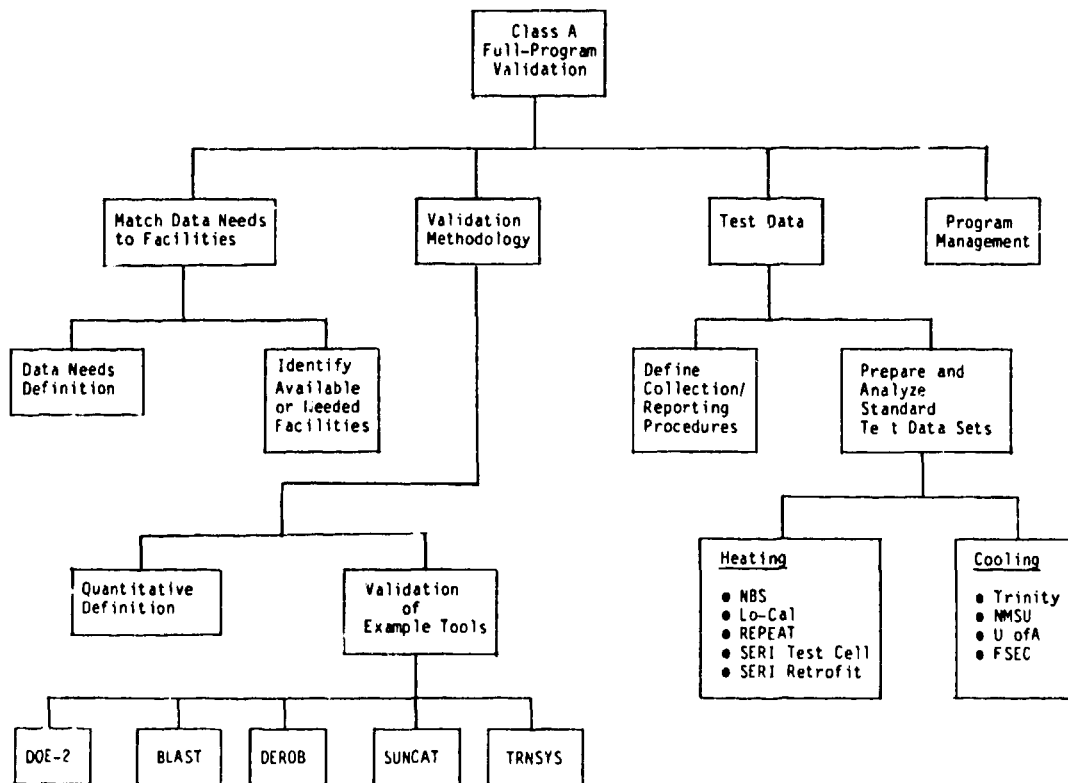 Class A
Full-Program
Validation
Match Data Needs
to Facilities
Validation
Methodology
Test Data
Program
Management
Data Needs
Definition
Identify
Available
or Needed
Facilities
Define
Collection/
Reporting
Procedures
Prepare and
Analyze
Standard
Te t Data Sets
Quantitative
Definition
Validation
of
Example Tools
Heating
● NBS
● Lo-Cal
● REPEAT
● SERI Test Cell
● SERI Retrofit
Cooling
● Trinity
● NMSU
● U ofA
● FSEC
DOE-2
BLAST
DEROB
SUNCAT
TRNSYS